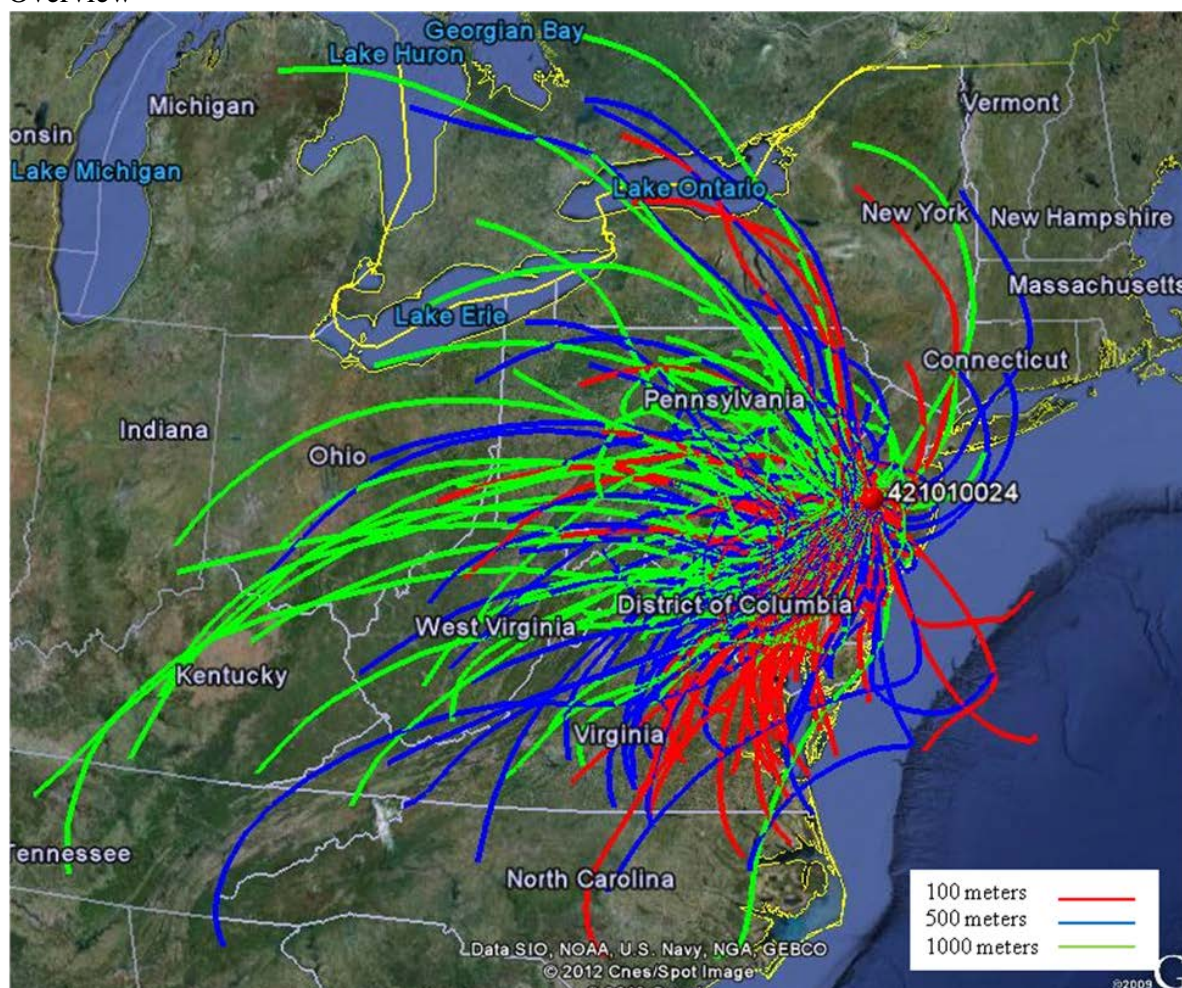 Overview
Georgian Bay
Lake Huron
Michigan
Vermont
onsin
Lake Michigan
Lake Ontario
New York
New Hampshire
Massachusetts
Lake Erie
Connecticut
Pennsylvania
Indiana
Ohio
421010024
District of Columbia
West Virginia
Kentucky
Virginia
Tennessee
North Carolina
100 meters
500 meters
1000 meters
Data SIO, NOAA, U.S. Navy, NGA, GEBCO
© 2012 Cnes/Spot Image
©2009 G